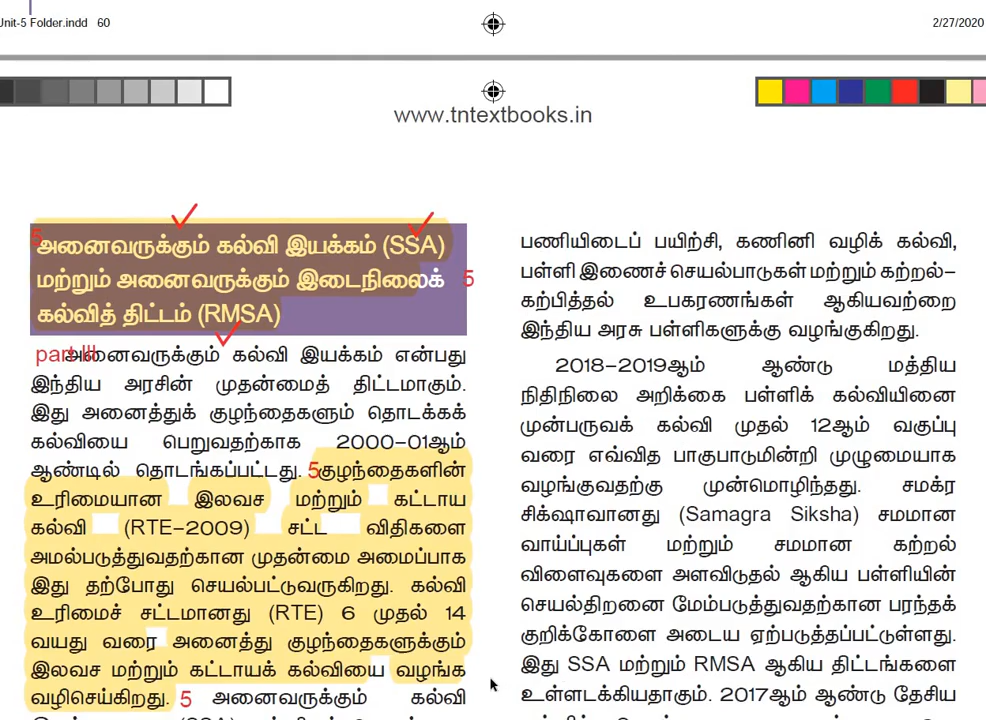 Unit-5 Folder.indd 60
2/27/2020
www.tntextbooks.in
5
அனைவருக்கும் கல்வி இயக்கம் (SSA)
மற்றும் அனைவருக்கும் இடைநிலைக்
5
கல்வித் திட்டம் (RMSA)
part III
அனைவருக்கும் கல்வி இயக்கம் என்பது
இந்திய அரசின் முதன்மைத் திட்டமாகும்.
இது அனைத்துக் குழந்தைகளும் தொடக்கக்
கல்வியை பெறுவதற்காக 2000–01ஆம்
ஆண்டில் தொடங்கப்பட்டது. 5 குழந்தைகளின்
உரிமையான இலவச மற்றும் கட்டாய
கல்வி (RTE–2009) சட்ட விதிகளை
அமல்படுத்துவதற்கான முதன்மை அமைப்பாக
இது தற்போது செயல்பட்டுவருகிறது. கல்வி
உரிமைச் சட்டமானது (RTE) 6 முதல் 14
வயது வரை அனைத்து குழந்தைகளுக்கும்
இலவச மற்றும் கட்டாயக் கல்வியை வழங்க
வழிசெய்கிறது. 5 அனைவருக்கும் கல்வி
பணியிடைப் பயிற்சி, கணினி வழிக் கல்வி,
பள்ளி இணைச் செயல்பாடுகள் மற்றும் கற்றல்–
கற்பித்தல் உபகரணங்கள் ஆகியவற்றை
இந்திய அரசு பள்ளிகளுக்கு வழங்குகிறது.
2018–2019ஆம் ஆண்டு மத்திய
நிதிநிலை அறிக்கை பள்ளிக் கல்வியினை
முன்பருவக் கல்வி முதல் 12ஆம் வகுப்பு
வரை எவ்வித பாகுபாடுமின்றி முழுமையாக
வழங்குவதற்கு முன்மொழிந்தது. சமக்ர
சிக்ஷாவானது (Samagra Siksha) சமமான
வாய்ப்புகள் மற்றும் சமமான கற்றல்
விளைவுகளை அளவிடுதல் ஆகிய பள்ளியின்
செயல்திறனை மேம்படுத்துவதற்கான பரந்தக்
குறிக்கோளை அடைய ஏற்படுத்தப்பட்டுள்ளது.
இது SSA மற்றும் RMSA ஆகிய திட்டங்களை
உள்ளடக்கியதாகும். 2017ஆம் ஆண்டு தேசிய